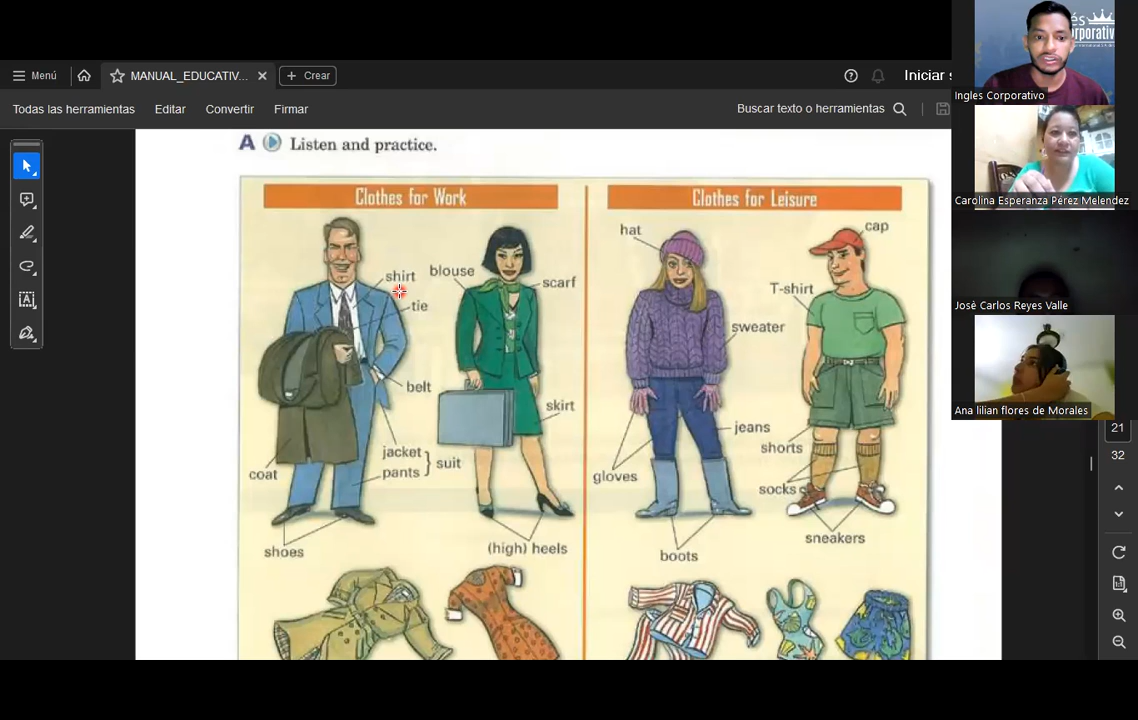 Menú
MANUAL_EDUCATIV...
Crear
Iniciar s
Todas las herramientas
Editar
Convertir
Firmar
Buscar texto o herramientas
A Listen and practice.
Clothes for Work
Clothes for Leisure
shirt
tie
belt
jacket
pants
suit
coat
shoes
blouse
scarf
skirt
(high) heels
hat
sweater
jeans
gloves
boots
cap
T-shirt
shorts
socks
sneakers
és
orporativ
Ingles Corporativo
Carolina Esperanza Pérez Melendez
José Carlos Reyes Valle
Ana lilian flores de Morales
21
32